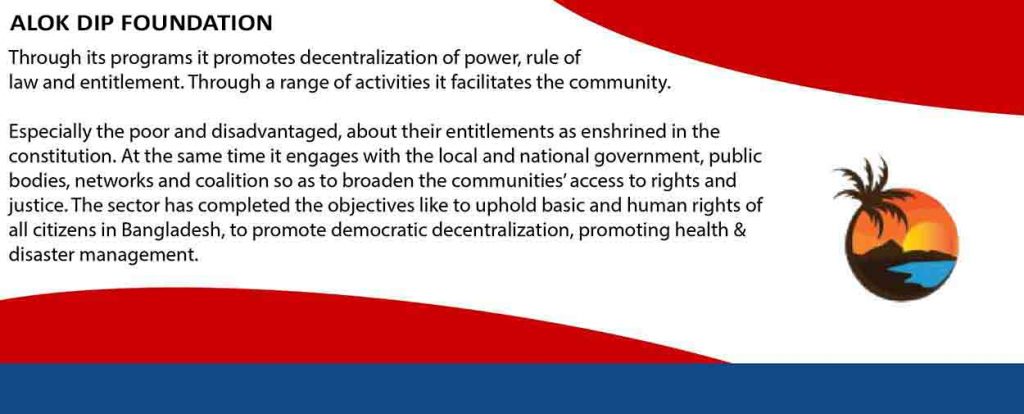 ALOK DIP FOUNDATION
Through its programs it promotes decentralization of power, rule of
law and entitlement. Through a range of activities it facilitates the community.
Especially the poor and disadvantaged, about their entitlements as enshrined in the
constitution. At the same time it engages with the local and national government, public
bodies, networks and coalition so as to broaden the communities' access to rights and
justice. The sector has completed the objectives like to uphold basic and human rights of
all citizens in Bangladesh, to promote democratic decentralization, promoting health &
disaster management.